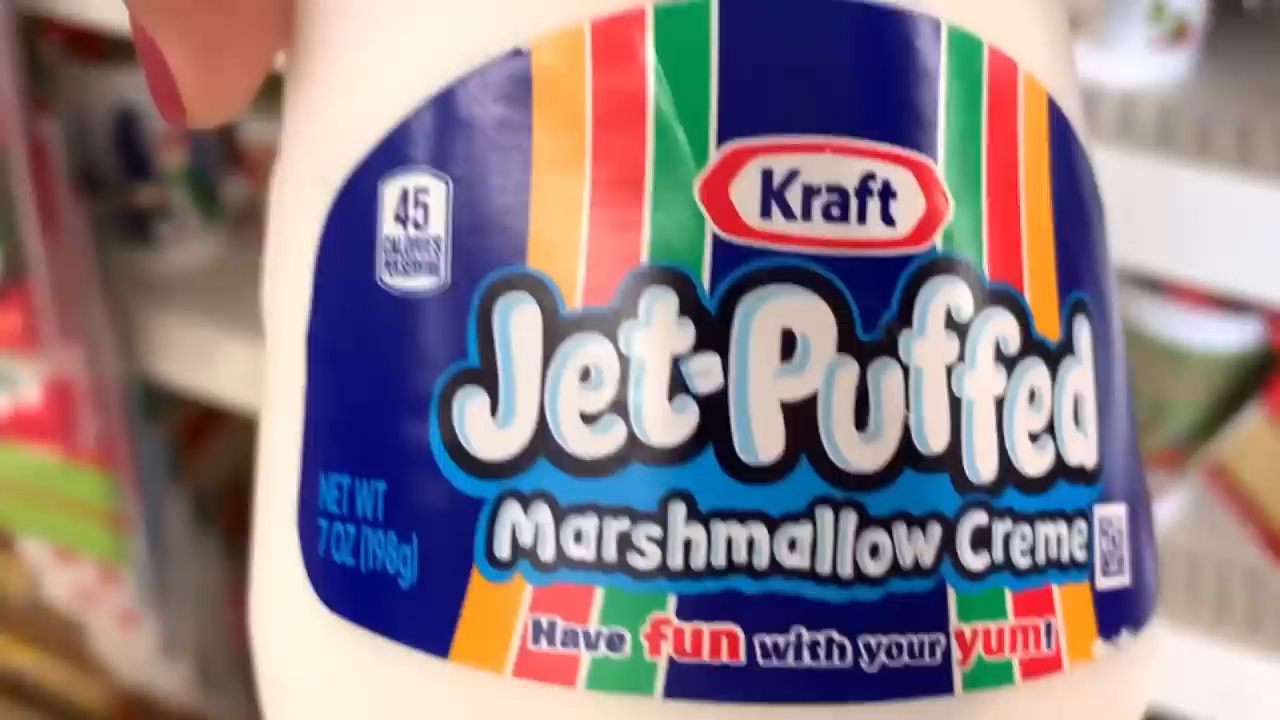 Kraft
45
CALORIES
PER SERVING
Jet-Puffed
Marshmallow Creme
NET WT
7 OZ (198g)
Have fun with your yum!